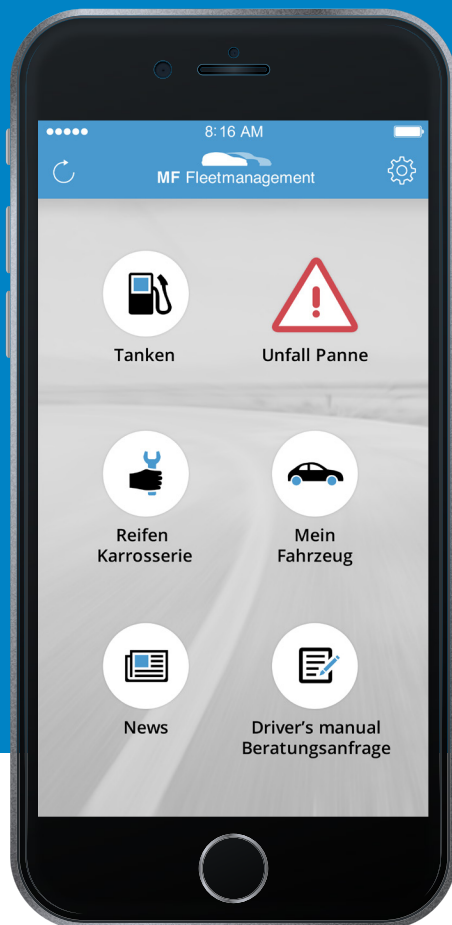 8:16 AM
MF Fleetmanagement
Tanken
Unfall Panne
Reifen
Karrosserie
Mein
Fahrzeug
News
Driver's manual
Beratungsanfrage